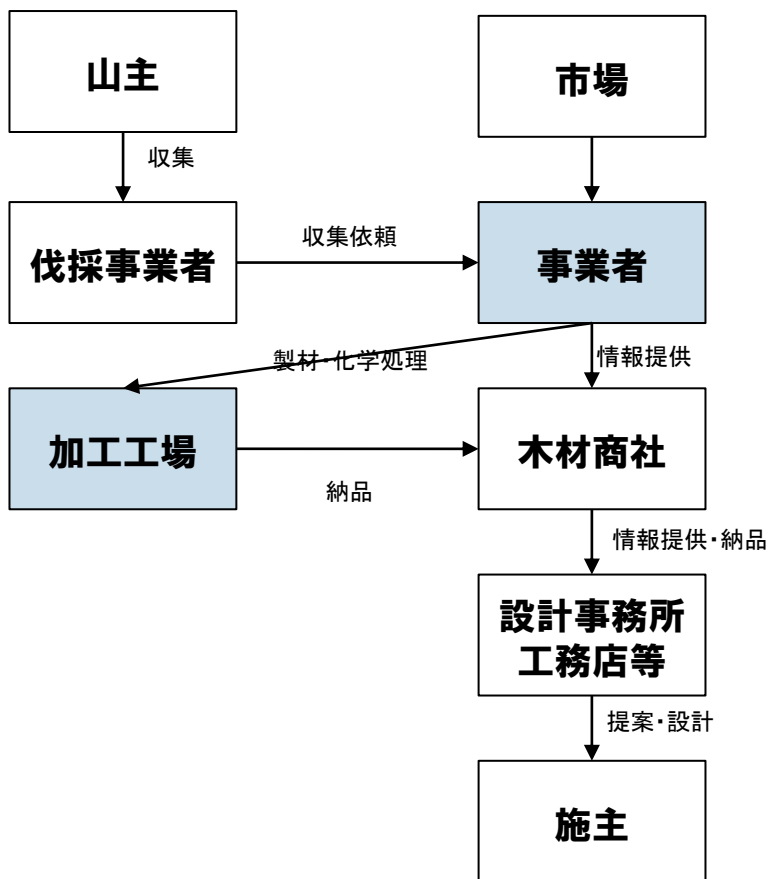 山主
市場
収集
伐採事業者
収集依頼
事業者
製材・化学処理
情報提供
加工工場
木材商社
納品
情報提供・納品
設計事務所
工務店等
提案・設計
施主